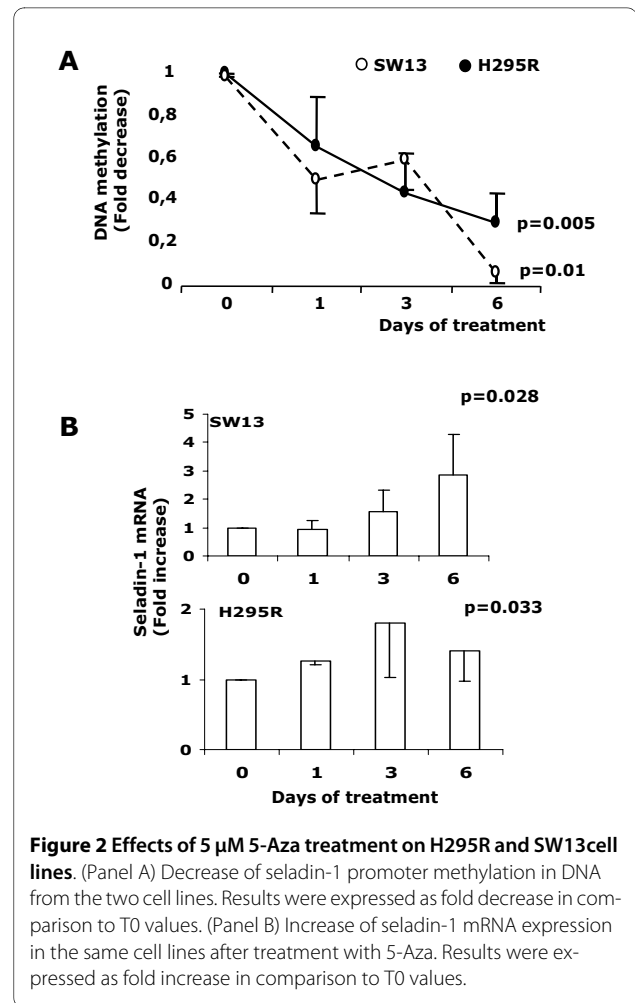 A
SW13 H295R
DNA methylation
(Fold decrease)
1
0,8
0,6
0,4
0,2
0
p=0.005
p=0.01
0 1 3 6
Days of treatment
B
p=0.028
SW13
Seladin-1 mRNA
(Fold increase)
5
4
3
2
1
0
0 1 3 6
H295R
p=0.033
2
1
0
0 1 3 6
Days of treatment
Figure 2 Effects of 5 μM 5-Aza treatment on H295R and SW13cell
lines. (Panel A) Decrease of seladin-1 promoter methylation in DNA
from the two cell lines. Results were expressed as fold decrease in com-
parison to T0 values. (Panel B) Increase of seladin-1 mRNA expression
in the same cell lines after treatment with 5-Aza. Results were ex-
pressed as fold increase in comparison to T0 values.